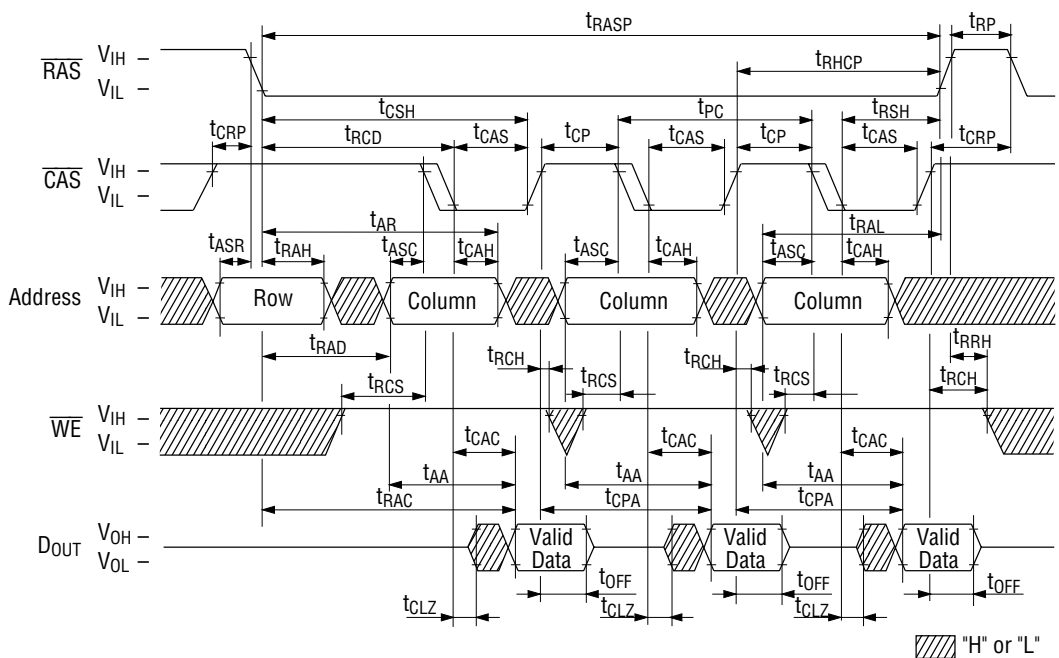 tRASP
tRP
RAS
VIH
VIL
tRHCP
tCSH
tPC
tRSH
tCRP
tRCD
tCAS
tCP
tCAS
tCP
tCAS
tCRP
CAS
VIH
VIL
tAR
tRAL
tASR
tRAH
tASC
tCAH
tASC
tCAH
tASC
tCAH
Address
VIH
VIL
Row
Column
Column
Column
tRAD
tRCH
tRCH
tRRH
tRCS
tRCS
tRCS
tRCH
WE
VIH
VIL
tCAC
tCAC
tCAC
tAA
tAA
tAA
tRAC
tCPA
tCPA
DOUT
VOH
VOL
Valid
Data
Valid
Data
Valid
Data
tOFF
tOFF
tOFF
tCLZ
tCLZ
tCLZ
"H" or "L"